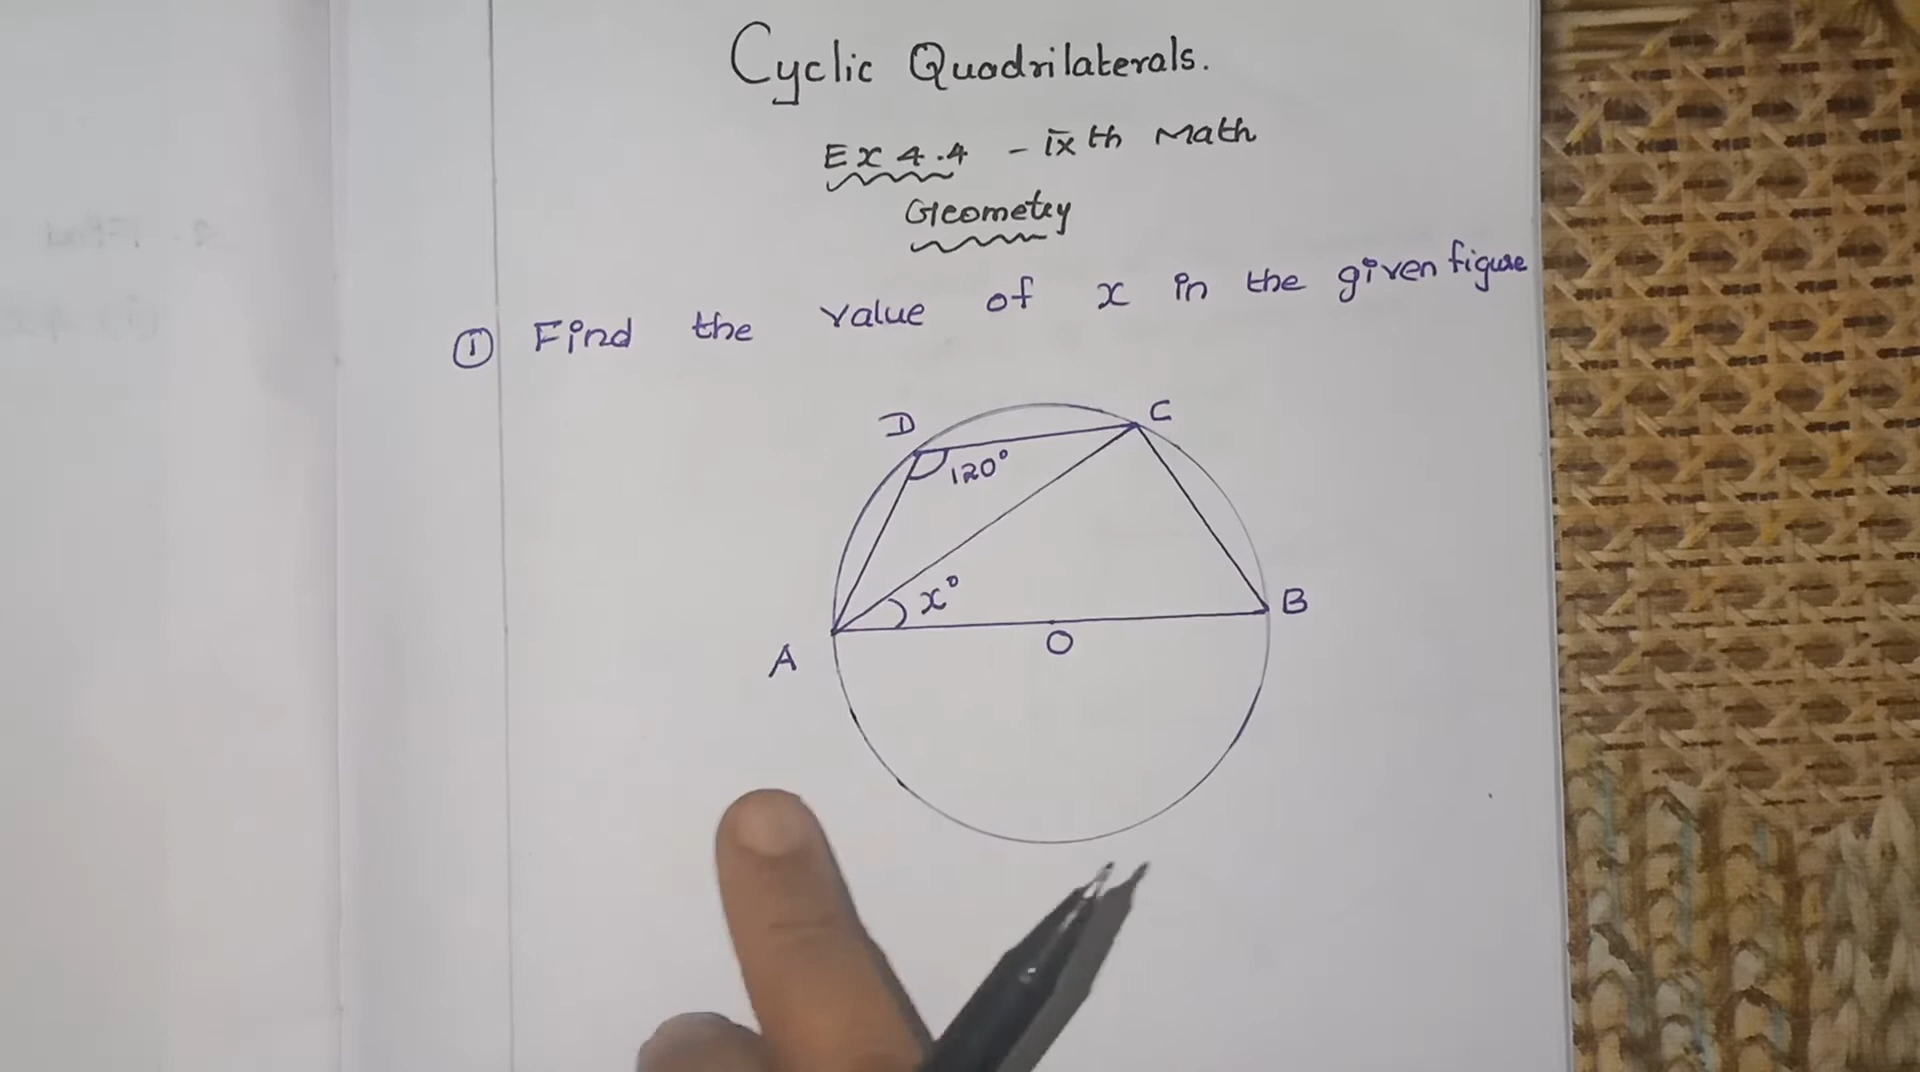 Cyclic Quadrilaterals.
Ex 4.4 - IXth Math
Geometry
① Find the value of x in the given figure
D
C
120°
x°
B
O
A